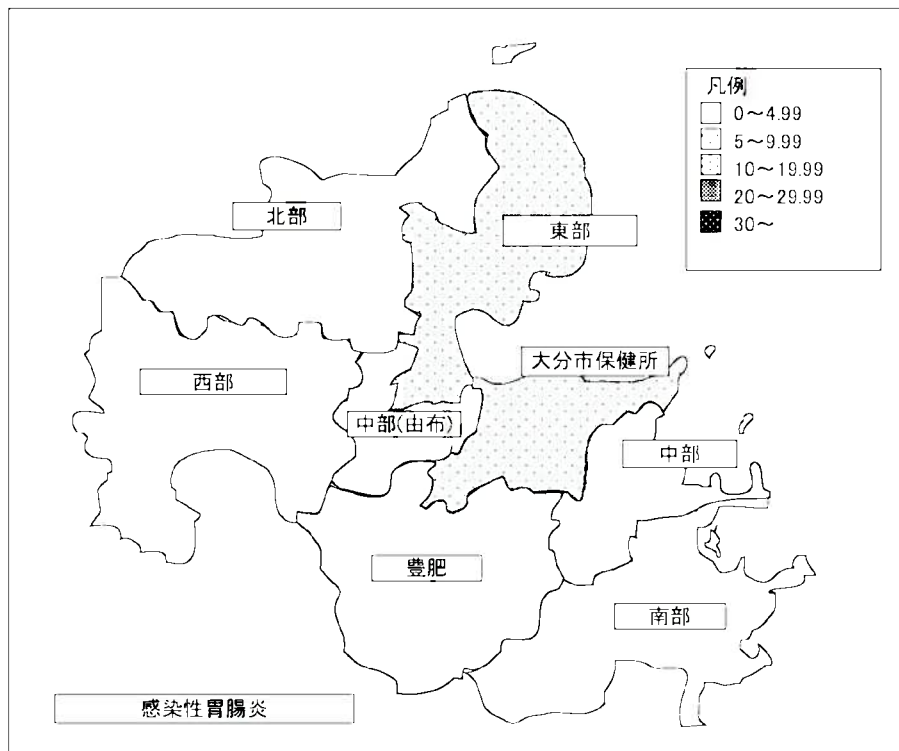 凡例
0～4.99
5～9.99
10～19.99
20～29.99
30～
北部
東部
大分市保健所
西部
中部(由布)
中部
豊肥
南部
感染性胃腸炎